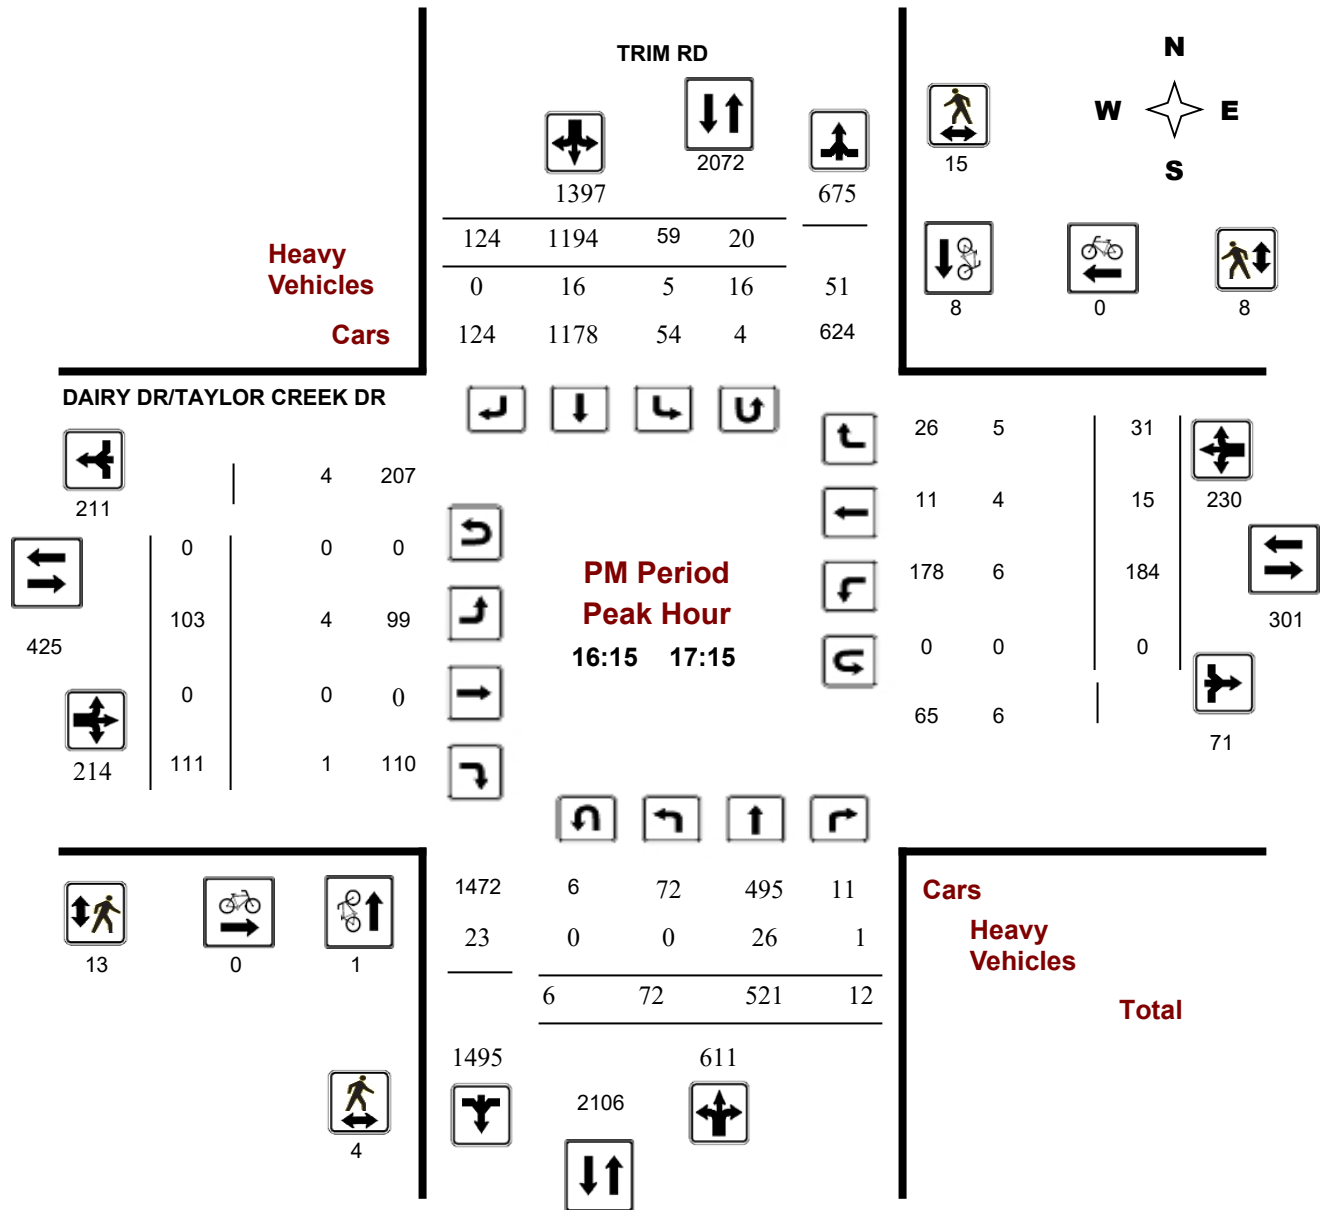 TRIM RD
N
W E
S
2072
15
1397
675
124 1194 59 20
Heavy
Vehicles
0 16 5 16 51
8 0 8
Cars
124 1178 54 4 624
DAIRY DR/TAYLOR CREEK DR
26 5 31
4 207
211
11 4 15 230
0 0 0
PM Period
178 6 184
Peak Hour
103 4 99
301
425
16:15 17:15
0 0 0
0 0 0
65 6
71
214 111 1 110
1472 6 72 495 11
Cars
23 0 0 26 1
Heavy
Vehicles
13 0 1
6 72 521 12
Total
1495 611
2106
4